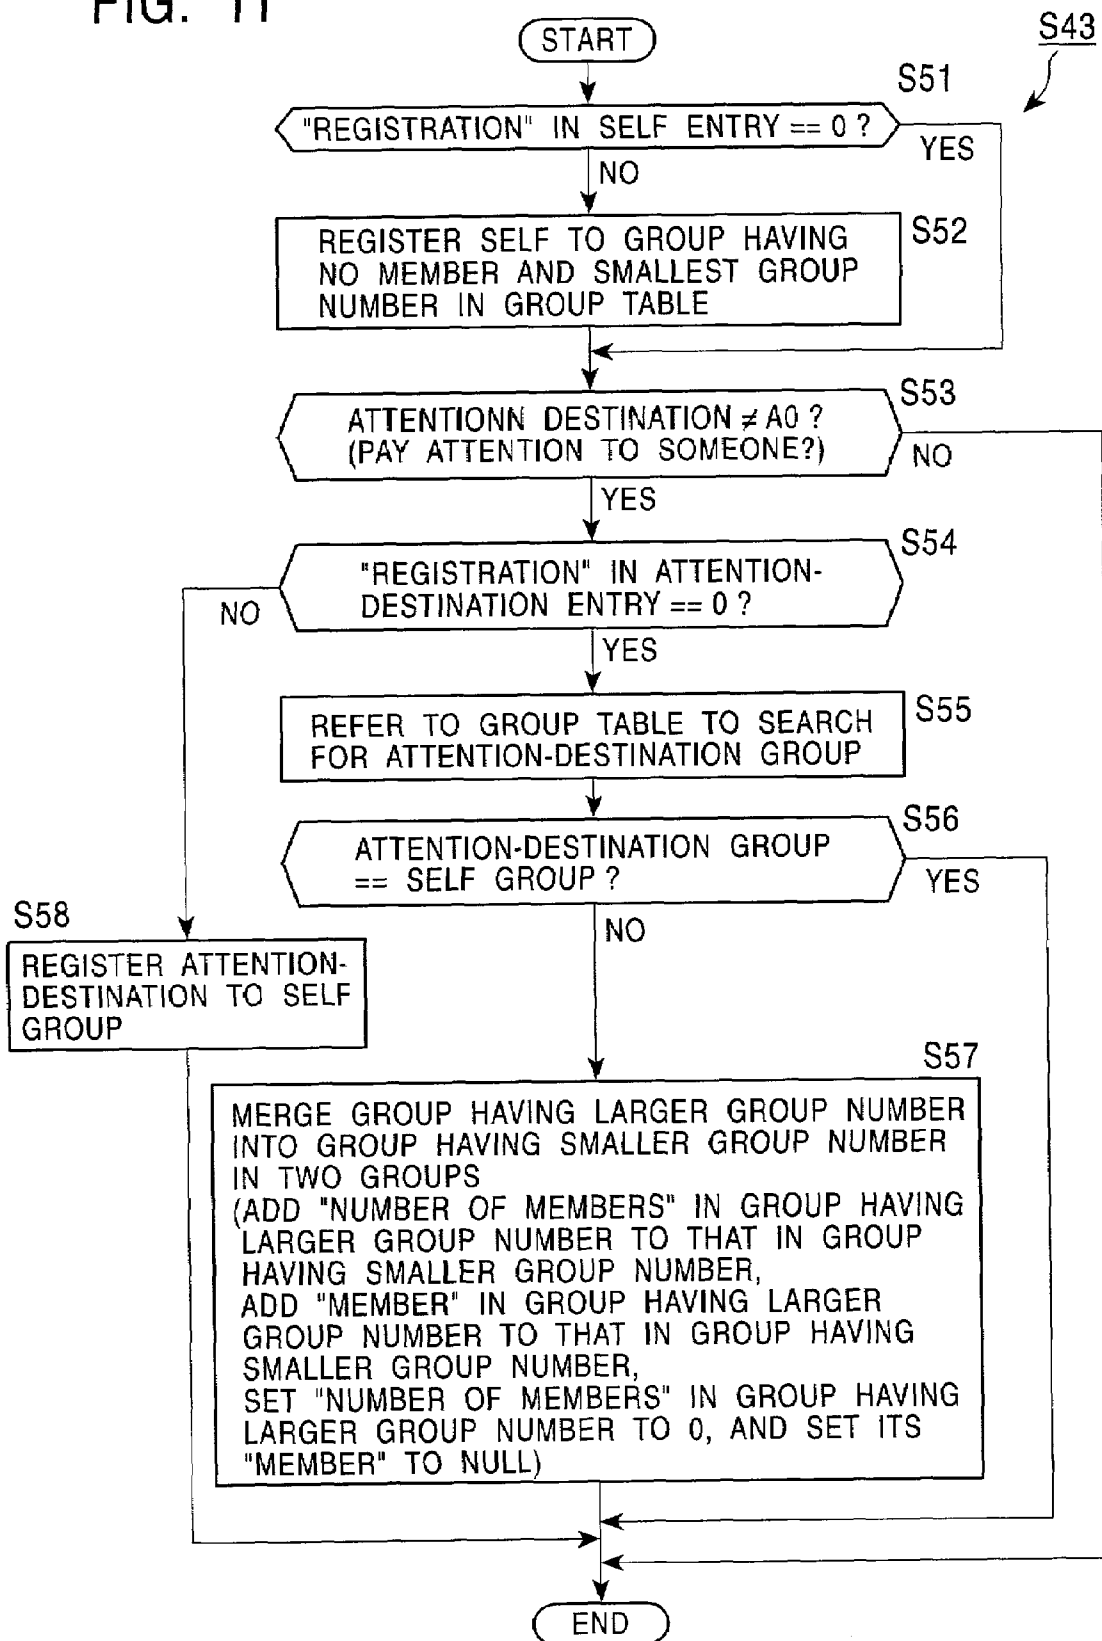 FIG. 11
START
S43
S51
"REGISTRATION" IN SELF ENTRY == 0 ?
YES
NO
REGISTER SELF TO GROUP HAVING
NO MEMBER AND SMALLEST GROUP
NUMBER IN GROUP TABLE
S52
S53
ATTENTIONN DESTINATION ≠ A0 ?
(PAY ATTENTION TO SOMEONE?)
NO
YES
S54
"REGISTRATION" IN ATTENTION-
DESTINATION ENTRY == 0 ?
NO
YES
REFER TO GROUP TABLE TO SEARCH
FOR ATTENTION-DESTINATION GROUP
S55
S56
ATTENTION-DESTINATION GROUP
== SELF GROUP ?
YES
NO
S58
REGISTER ATTENTION-
DESTINATION TO SELF
GROUP
S57
MERGE GROUP HAVING LARGER GROUP NUMBER
INTO GROUP HAVING SMALLER GROUP NUMBER
IN TWO GROUPS
(ADD "NUMBER OF MEMBERS" IN GROUP HAVING
LARGER GROUP NUMBER TO THAT IN GROUP
HAVING SMALLER GROUP NUMBER,
ADD "MEMBER" IN GROUP HAVING LARGER
GROUP NUMBER TO THAT IN GROUP HAVING
SMALLER GROUP NUMBER,
SET "NUMBER OF MEMBERS" IN GROUP HAVING
LARGER GROUP NUMBER TO 0, AND SET ITS
"MEMBER" TO NULL)
END